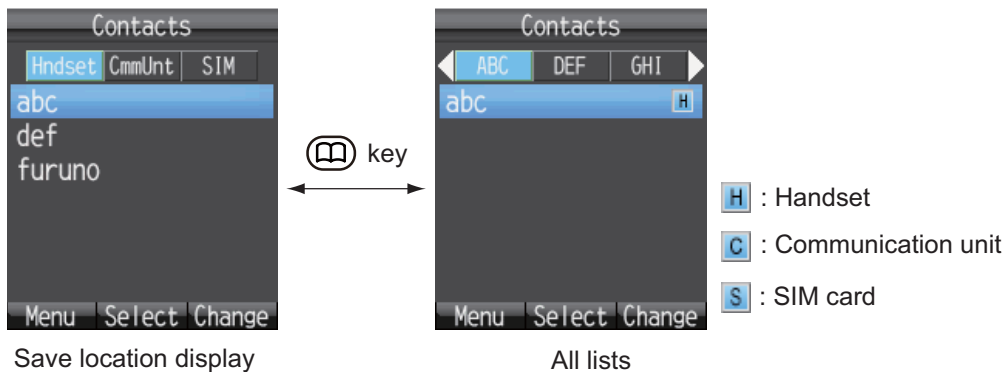 Contacts
Hndset CmmUnt SIM
abc
def
furuno
Menu Select Change
Save location display
key
Contacts
ABC DEF GHI
abc H
Menu Select Change
All lists
H : Handset
C : Communication unit
S : SIM card